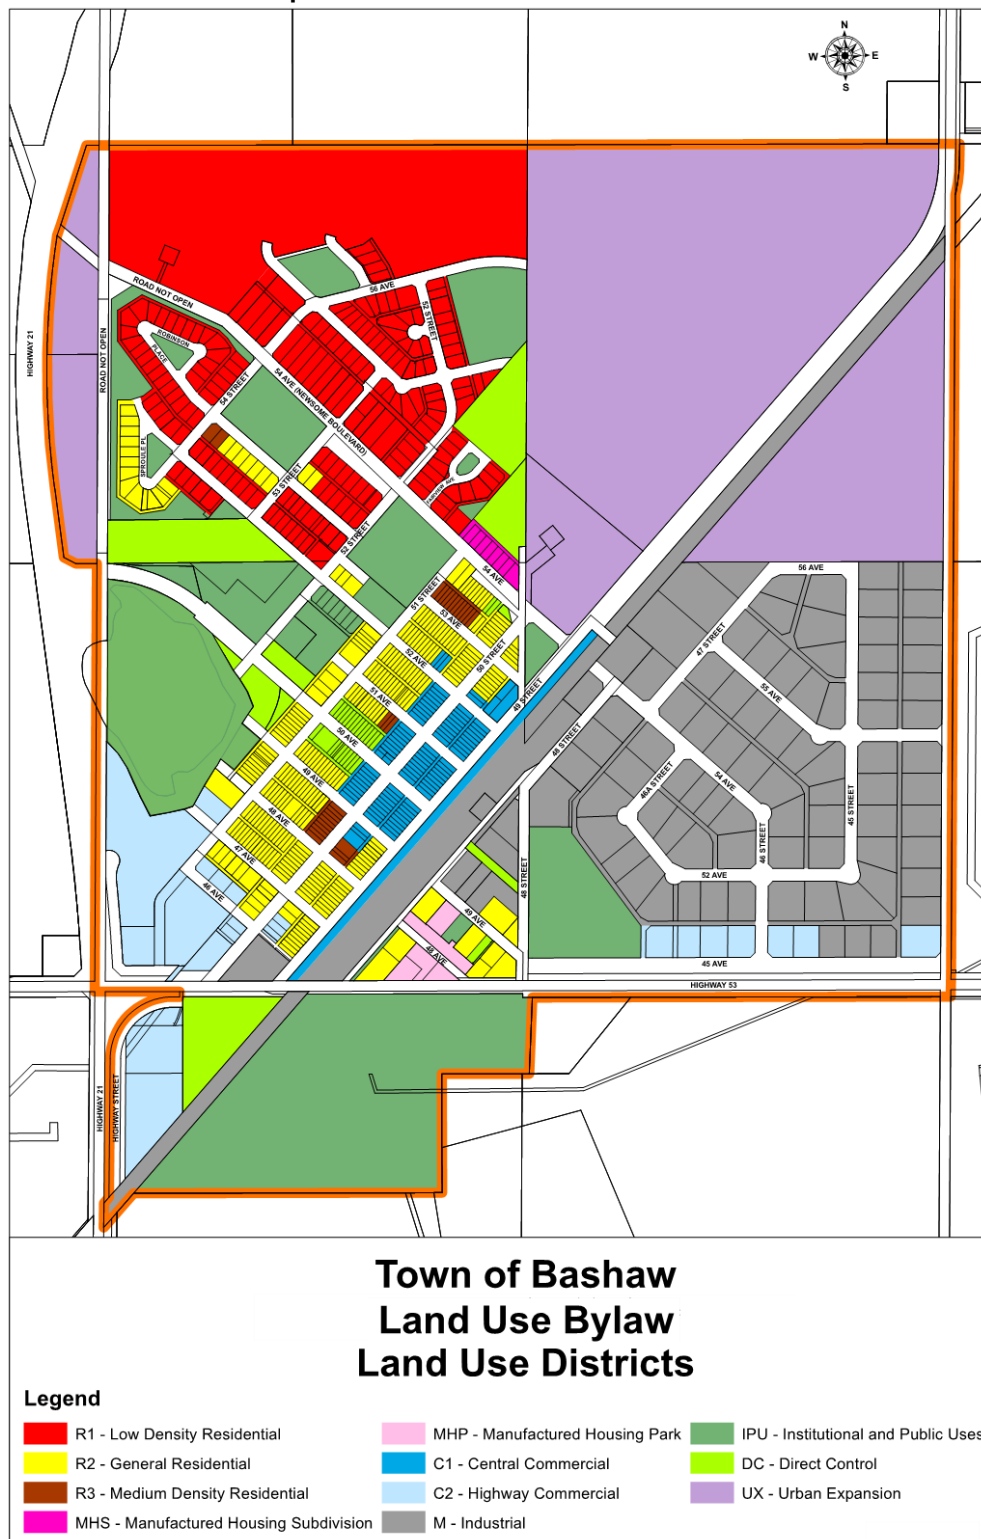 N
W E
S
HIGHWAY 21
ROAD NOT OPEN
ROAD NOT OPEN
56 AVE
52 STREET
ROBINSON
PLACE
54 STREET
54 AVE (NEWSOME BOULEVARD)
SPROULE PL
53 STREET
FAIRVIEW AVE
52 STREET
54 AVE
51 STREET
53 AVE
52 AVE
50 STREET
51 AVE
49 STREET
50 AVE
49 AVE
48 AVE
47 AVE
46 AVE
56 AVE
47 STREET
55 AVE
48 STREET
46A STREET
54 AVE
45 STREET
46 STREET
52 AVE
48 STREET
49 AVE
48 AVE
45 AVE
HIGHWAY 53
HIGHWAY 21
HIGHWAY STREET
Town of Bashaw
Land Use Bylaw
Land Use Districts
Legend
R1 - Low Density Residential
R2 - General Residential
R3 - Medium Density Residential
MHS - Manufactured Housing Subdivision
MHP - Manufactured Housing Park
C1 - Central Commercial
C2 - Highway Commercial
M - Industrial
IPU - Institutional and Public Uses
DC - Direct Control
UX - Urban Expansion